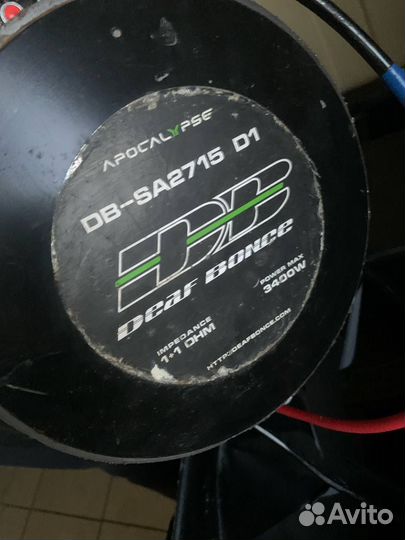 APOCALYPSE
DB-SA2715 D1
DB
Deaf BONCE
POWER MAX
3400W
IMPEDANCE
1+1 OHM
HTTP://DEAFBONCE.COM
Avito